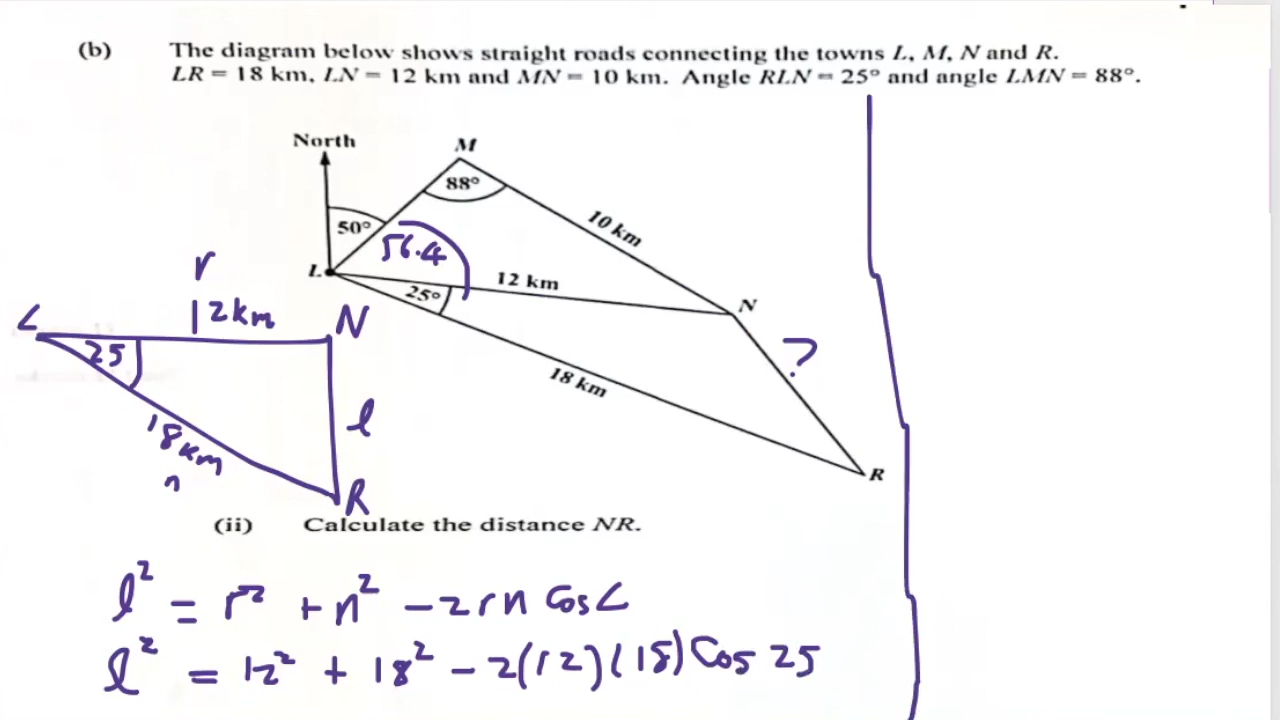 (b) The diagram below shows straight roads connecting the towns L, M, N and R.
LR = 18 km, LN = 12 km and MN = 10 km. Angle RLN = 25° and angle LMN = 88°.
North
M
88°
50°
10 km
56.4
L
12 km
25°
N
r
12km
L
N
25
?
18 km
l
18km
n
R
R
(ii) Calculate the distance NR.
l² = r² + n² - 2rn Cos L
l² = 12² + 18² - 2(12)(18) Cos 25